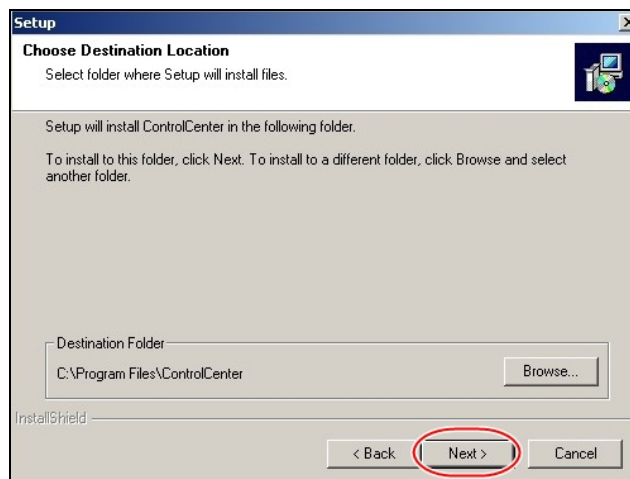 Setup
Choose Destination Location
Select folder where Setup will install files.
Setup will install ControlCenter in the following folder.
To install to this folder, click Next. To install to a different folder, click Browse and select
another folder.
Destination Folder
C:\Program Files\ControlCenter
Browse...
InstallShield
< Back
Next >
Cancel